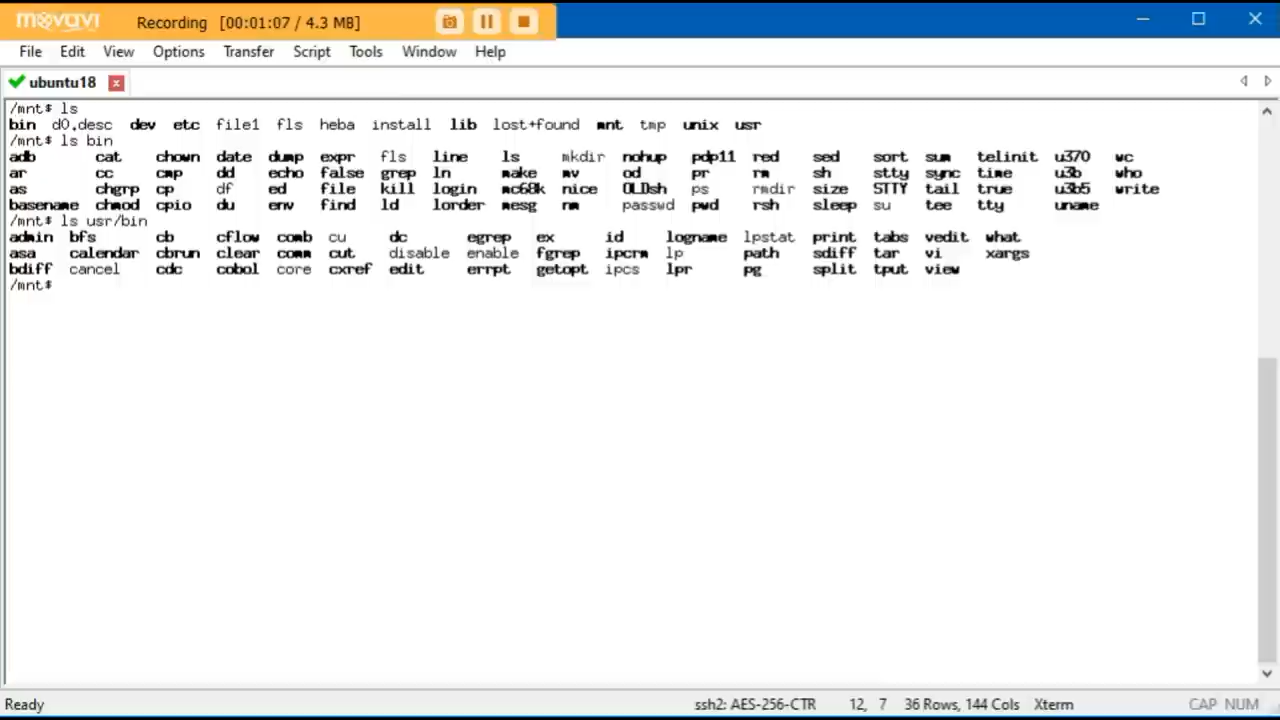 movavi Recording [00:01:07 / 4.3 MB]
File Edit View Options Transfer Script Tools Window Help
ubuntu18
/mnt# ls
bin d0.desc dev etc file1 fls heba install lib lost+found mnt tmp unix usr
/mnt# ls bin
adb cat chown date dump expr fls line ls mkdir nohup pdp11 red sed sort sum telinit u370 wc
ar cc cmp dd echo false grep ln make mv od pr rm sh stty sync time u3b who
as chgrp cp df ed file kill login mc68k nice OLDsh ps rmdir size STTY tail true u3b5 write
basename chmod cpio du env find ld lorder mesg nm passwd pwd rsh sleep su tee tty uname
/mnt# ls usr/bin
admin bfs cb cflow comb cu dc egrep ex id logname lpstat print tabs vedit what
asa calendar cbrun clear comm cut disable enable fgrep ipcrm lp path sdiff tar vi xargs
bdiff cancel cdc cobol core cxref edit errpt getopt ipcs lpr pg split tput view
/mnt#
Ready ssh2: AES-256-CTR 12, 7 36 Rows, 144 Cols Xterm CAP NUM